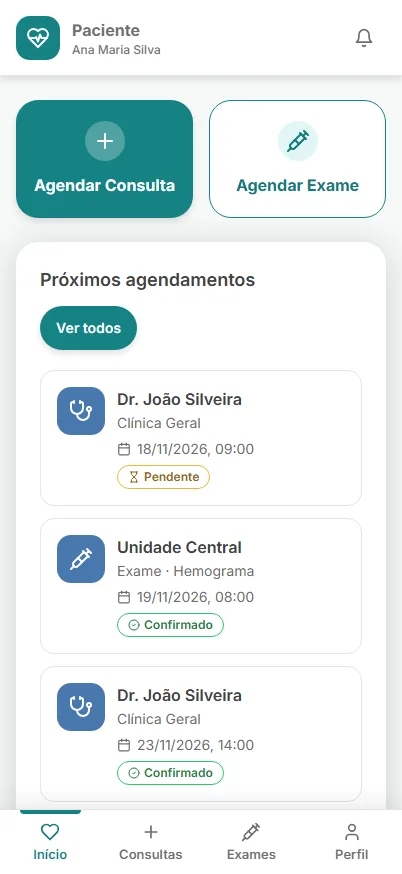 Paciente
Ana Maria Silva
Agendar Consulta
Agendar Exame
Próximos agendamentos
Ver todos
Dr. João Silveira
Clínica Geral
18/11/2026, 09:00
Pendente
Unidade Central
Exame · Hemograma
19/11/2026, 08:00
Confirmado
Dr. João Silveira
Clínica Geral
23/11/2026, 14:00
Confirmado
Início
Consultas
Exames
Perfil